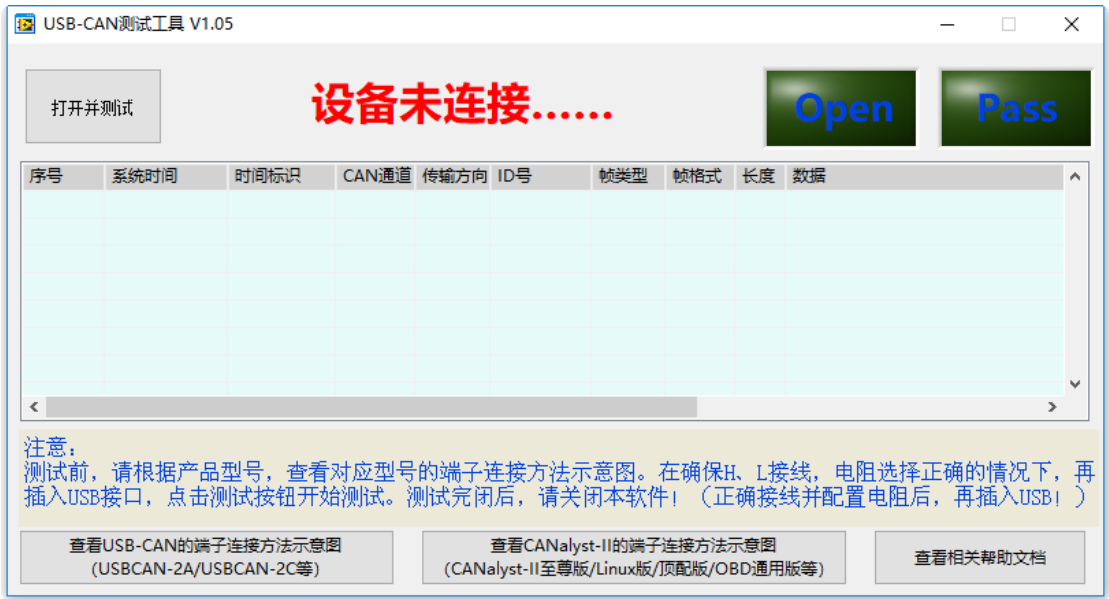 USB-CAN测试工具 V1.05
打开并测试
设备未连接......
Open
Pass
序号 系统时间 时间标识 CAN通道 传输方向 ID号 帧类型 帧格式 长度 数据
注意:
测试前，请根据产品型号，查看对应型号的端子连接方法示意图。在确保H、L接线，电阻选择正确的情况下，再
插入USB接口，点击测试按钮开始测试。测试完闭后，请关闭本软件！（正确接线并配置电阻后，再插入USB！）
查看USB-CAN的端子连接方法示意图
(USBCAN-2A/USBCAN-2C等)
查看CANalyst-II的端子连接方法示意图
(CANalyst-II至尊版/Linux版/顶配版/OBD通用版等)
查看相关帮助文档